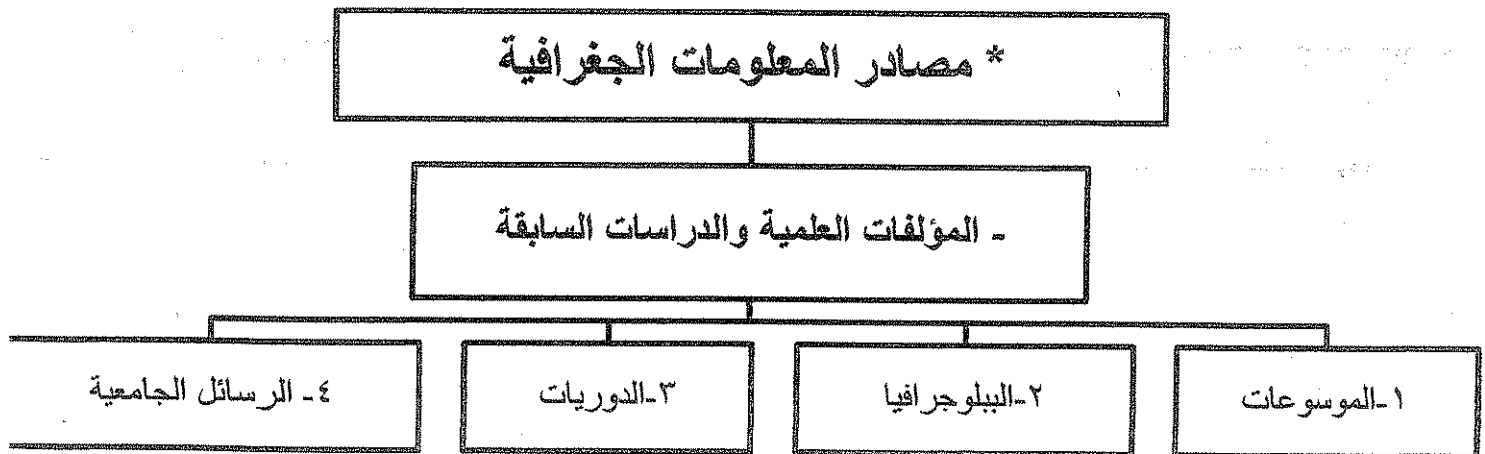 * مصادر المعلومات الجغرافية
- المؤلفات العلمية والدراسات السابقة
١-الموسوعات
٢-الببلوجرافيا
٣-الدوريات
٤- الرسائل الجامعية